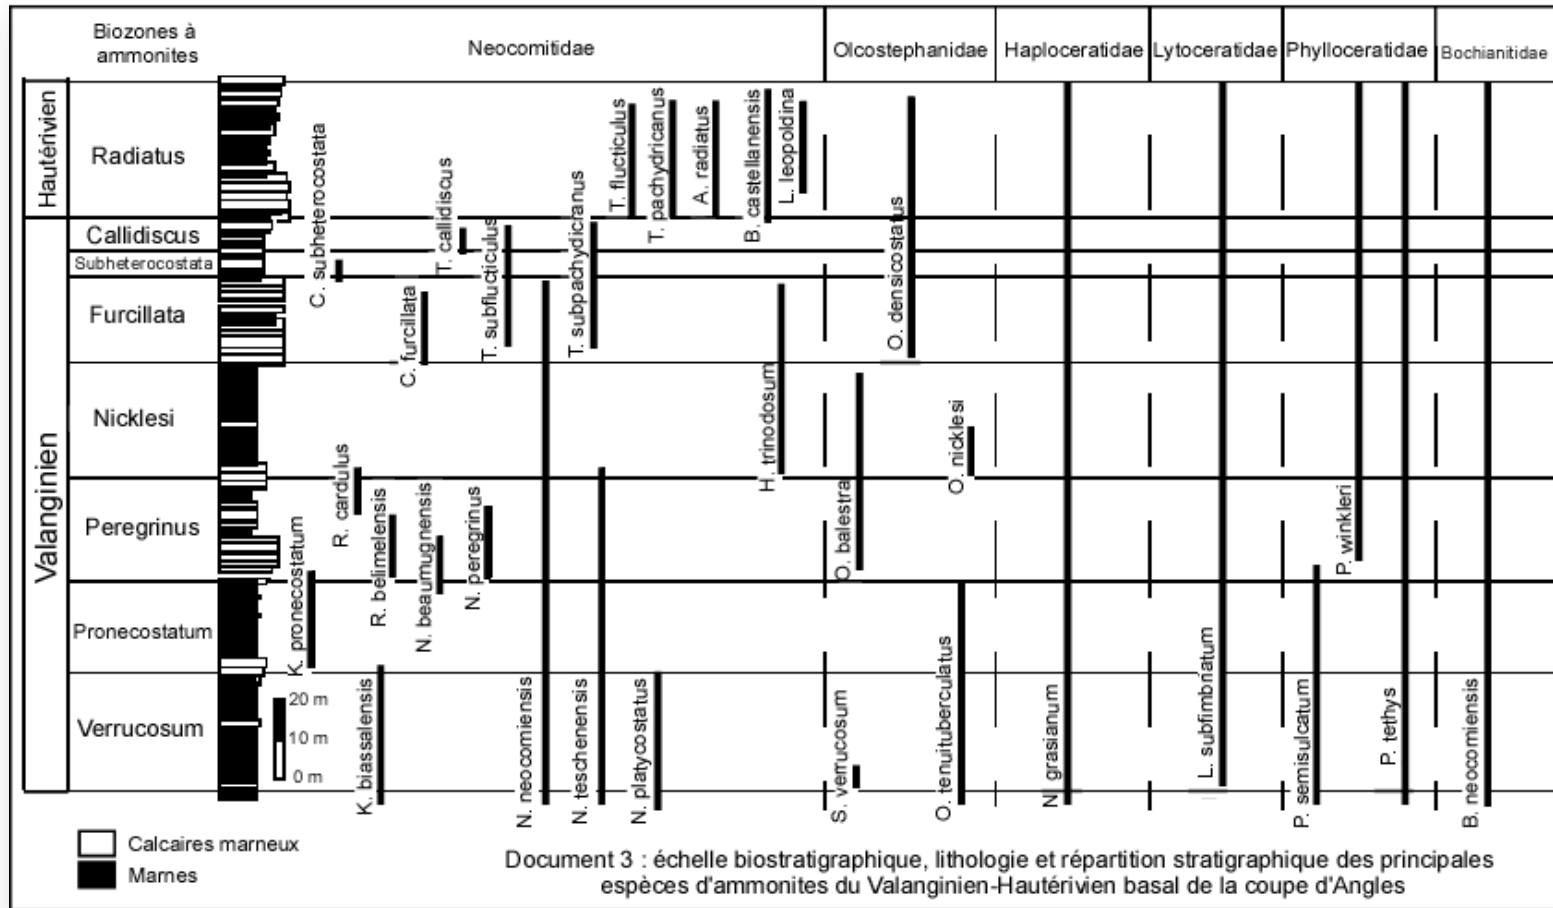 Biozones à
ammonites
Neocomitidae
Olcostephanidae
Haploceratidae
Lytoceratidae
Phylloceratidae
Bochianitidae
Hautérivien
Valanginien
Radiatus
Callidiscus
Subheterocostata
Furcillata
Nicklesi
Peregrinus
Pronecostatum
Verrucosum
C. subheterocostata
T. callidiscus
T. subflucticulus
T. subpachydicranus
T. flucticulus
T. pachydricanus
A. radiatus
B. castellanensis
L. leopoldina
O. densicostatus
C. furcillata
H. trinodosum
O. nicklesi
R. cardulus
K. pronecostatum
R. belimelensis
N. beaumugnensis
N. peregrinus
O. balestra
P. winkleri
K. biassalensis
N. neocomiensis
N. teschenensis
N. platycostatus
S. verrucosum
O. tenuituberculatus
N. grasianum
L. subfimbriatum
P. semisulcatum
P. tethys
B. neocomiensis
20 m
10 m
0 m
Calcaires marneux
Marnes
Document 3 : échelle biostratigraphique, lithologie et répartition stratigraphique des principales
espèces d'ammonites du Valanginien-Hautérivien basal de la coupe d'Angles